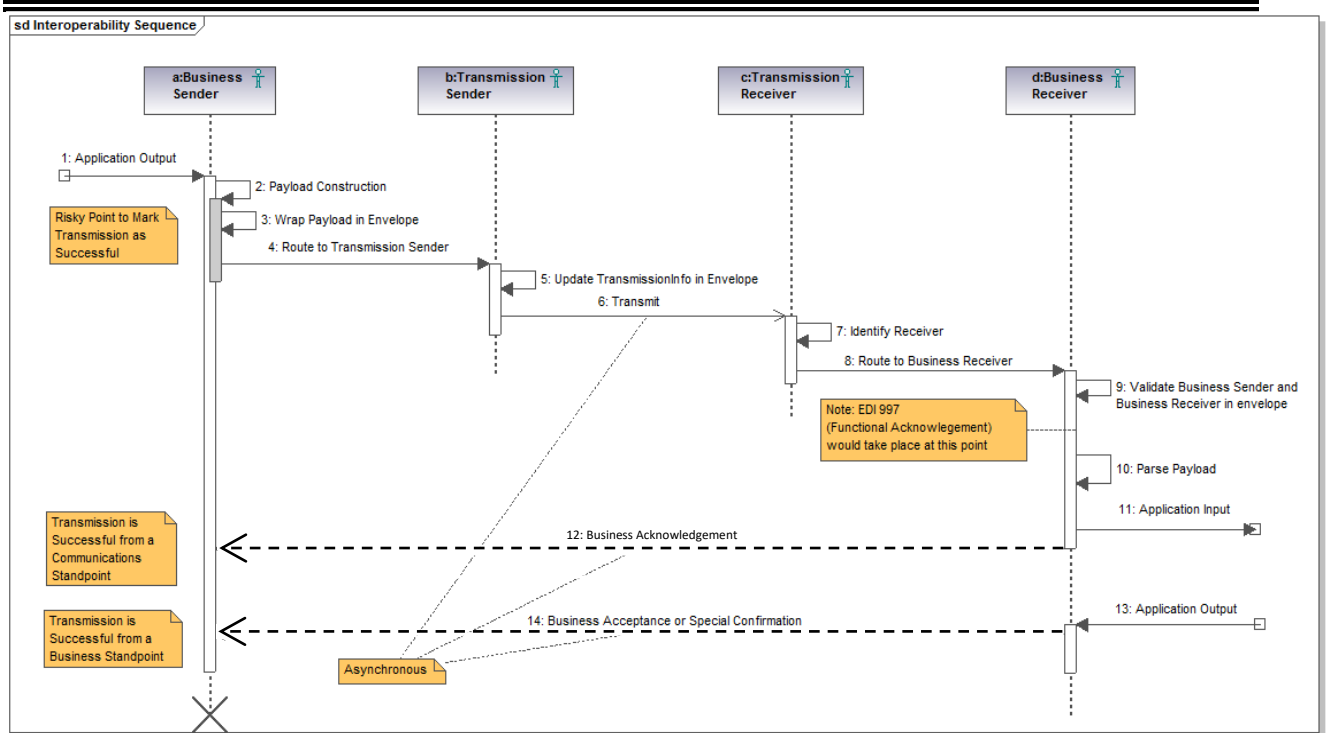 sd Interoperability Sequence
a:Business
Sender
b:Transmission
Sender
c:Transmission
Receiver
d:Business
Receiver
1: Application Output
2: Payload Construction
Risky Point to Mark
Transmission as
Successful
3: Wrap Payload in Envelope
4: Route to Transmission Sender
5: Update TransmissionInfo in Envelope
6: Transmit
7: Identify Receiver
8: Route to Business Receiver
9: Validate Business Sender and
Business Receiver in envelope
Note: EDI 997
(Functional Acknowlegement)
would take place at this point
10: Parse Payload
11: Application Input
Transmission is
Successful from a
Communications
Standpoint
12: Business Acknowledgement
13: Application Output
Transmission is
Successful from a
Business Standpoint
14: Business Acceptance or Special Confirmation
Asynchronous